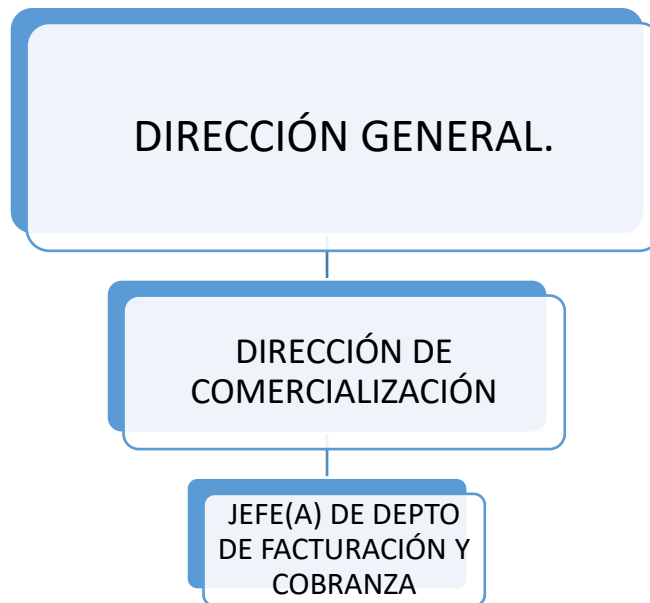 DIRECCIÓN GENERAL.
DIRECCIÓN DE
COMERCIALIZACIÓN
JEFE(A) DE DEPTO
DE FACTURACIÓN Y
COBRANZA